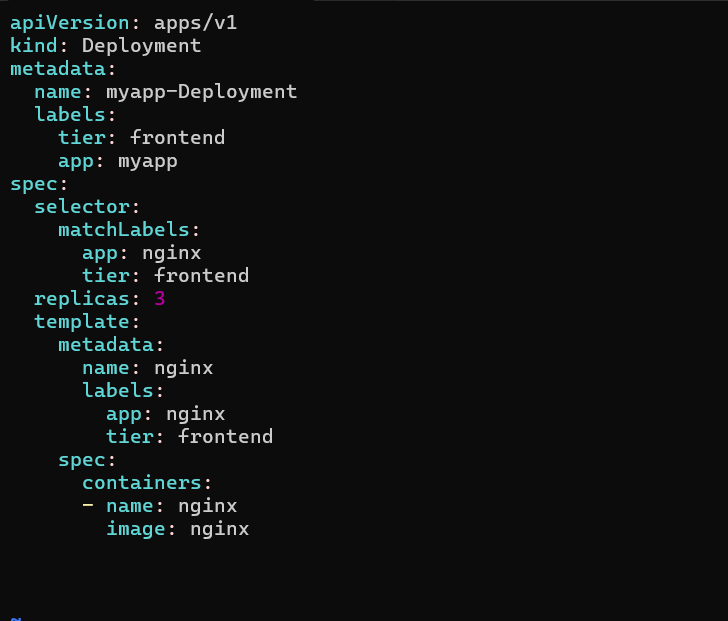 apiVersion: apps/v1
kind: Deployment
metadata:
  name: myapp-Deployment
  labels:
    tier: frontend
    app: myapp
spec:
  selector:
    matchLabels:
      app: nginx
      tier: frontend
  replicas: 3
  template:
    metadata:
      name: nginx
      labels:
        app: nginx
        tier: frontend
    spec:
      containers:
      - name: nginx
        image: nginx
~